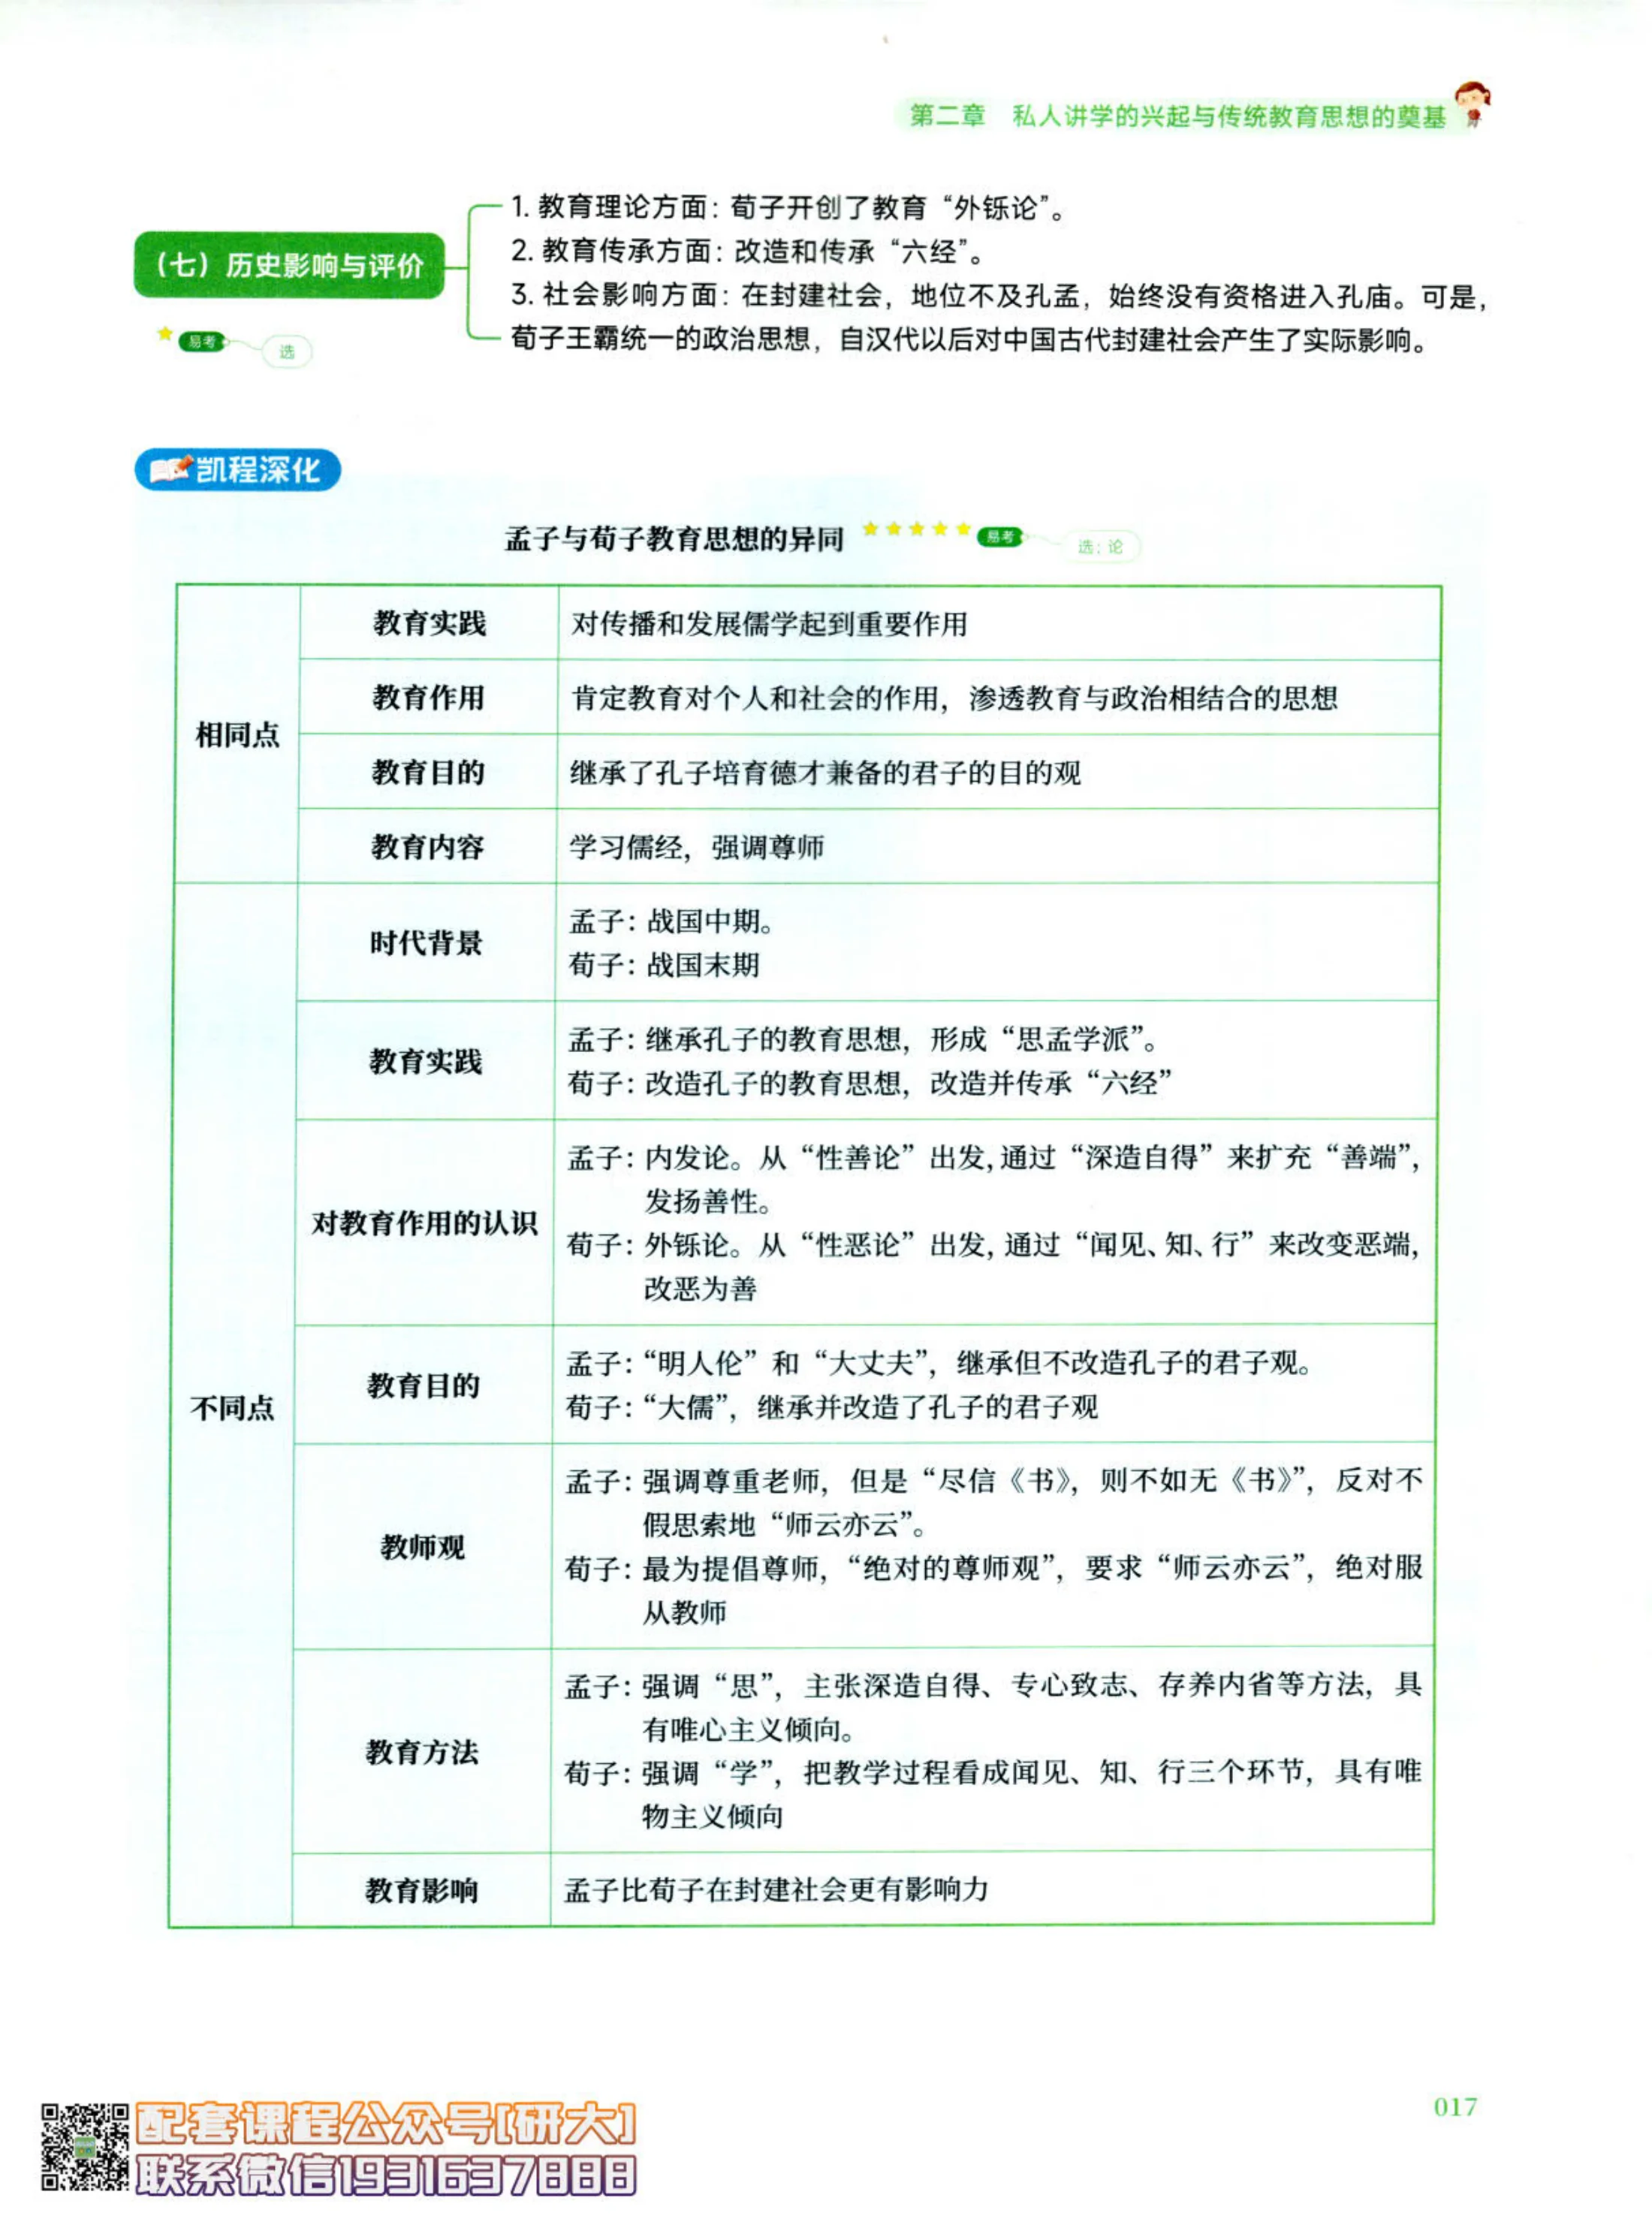 第二章 私人讲学的兴起与传统教育思想的奠基
（七）历史影响与评价
易考
选
1. 教育理论方面：荀子开创了教育“外铄论”。
2. 教育传承方面：改造和传承“六经”。
3. 社会影响方面：在封建社会，地位不及孔孟，始终没有资格进入孔庙。可是，
荀子王霸统一的政治思想，自汉代以后对中国古代封建社会产生了实际影响。
凯程深化
孟子与荀子教育思想的异同
易考
选；论
相同点
教育实践
对传播和发展儒学起到重要作用
教育作用
肯定教育对个人和社会的作用，渗透教育与政治相结合的思想
教育目的
继承了孔子培育德才兼备的君子的目的观
教育内容
学习儒经，强调尊师
不同点
时代背景
孟子：战国中期。
荀子：战国末期
教育实践
孟子：继承孔子的教育思想，形成“思孟学派”。
荀子：改造孔子的教育思想，改造并传承“六经”
对教育作用的认识
孟子：内发论。从“性善论”出发，通过“深造自得”来扩充“善端”，
发扬善性。
荀子：外铄论。从“性恶论”出发，通过“闻见、知、行”来改变恶端，
改恶为善
教育目的
孟子：“明人伦”和“大丈夫”，继承但不改造孔子的君子观。
荀子：“大儒”，继承并改造了孔子的君子观
教师观
孟子：强调尊重老师，但是“尽信《书》，则不如无《书》”，反对不
假思索地“师云亦云”。
荀子：最为提倡尊师，“绝对的尊师观”，要求“师云亦云”，绝对服
从教师
教育方法
孟子：强调“思”，主张深造自得、专心致志、存养内省等方法，具
有唯心主义倾向。
荀子：强调“学”，把教学过程看成闻见、知、行三个环节，具有唯
物主义倾向
教育影响
孟子比荀子在封建社会更有影响力
017
配套课程公众号[研大]
联系微信1931637888